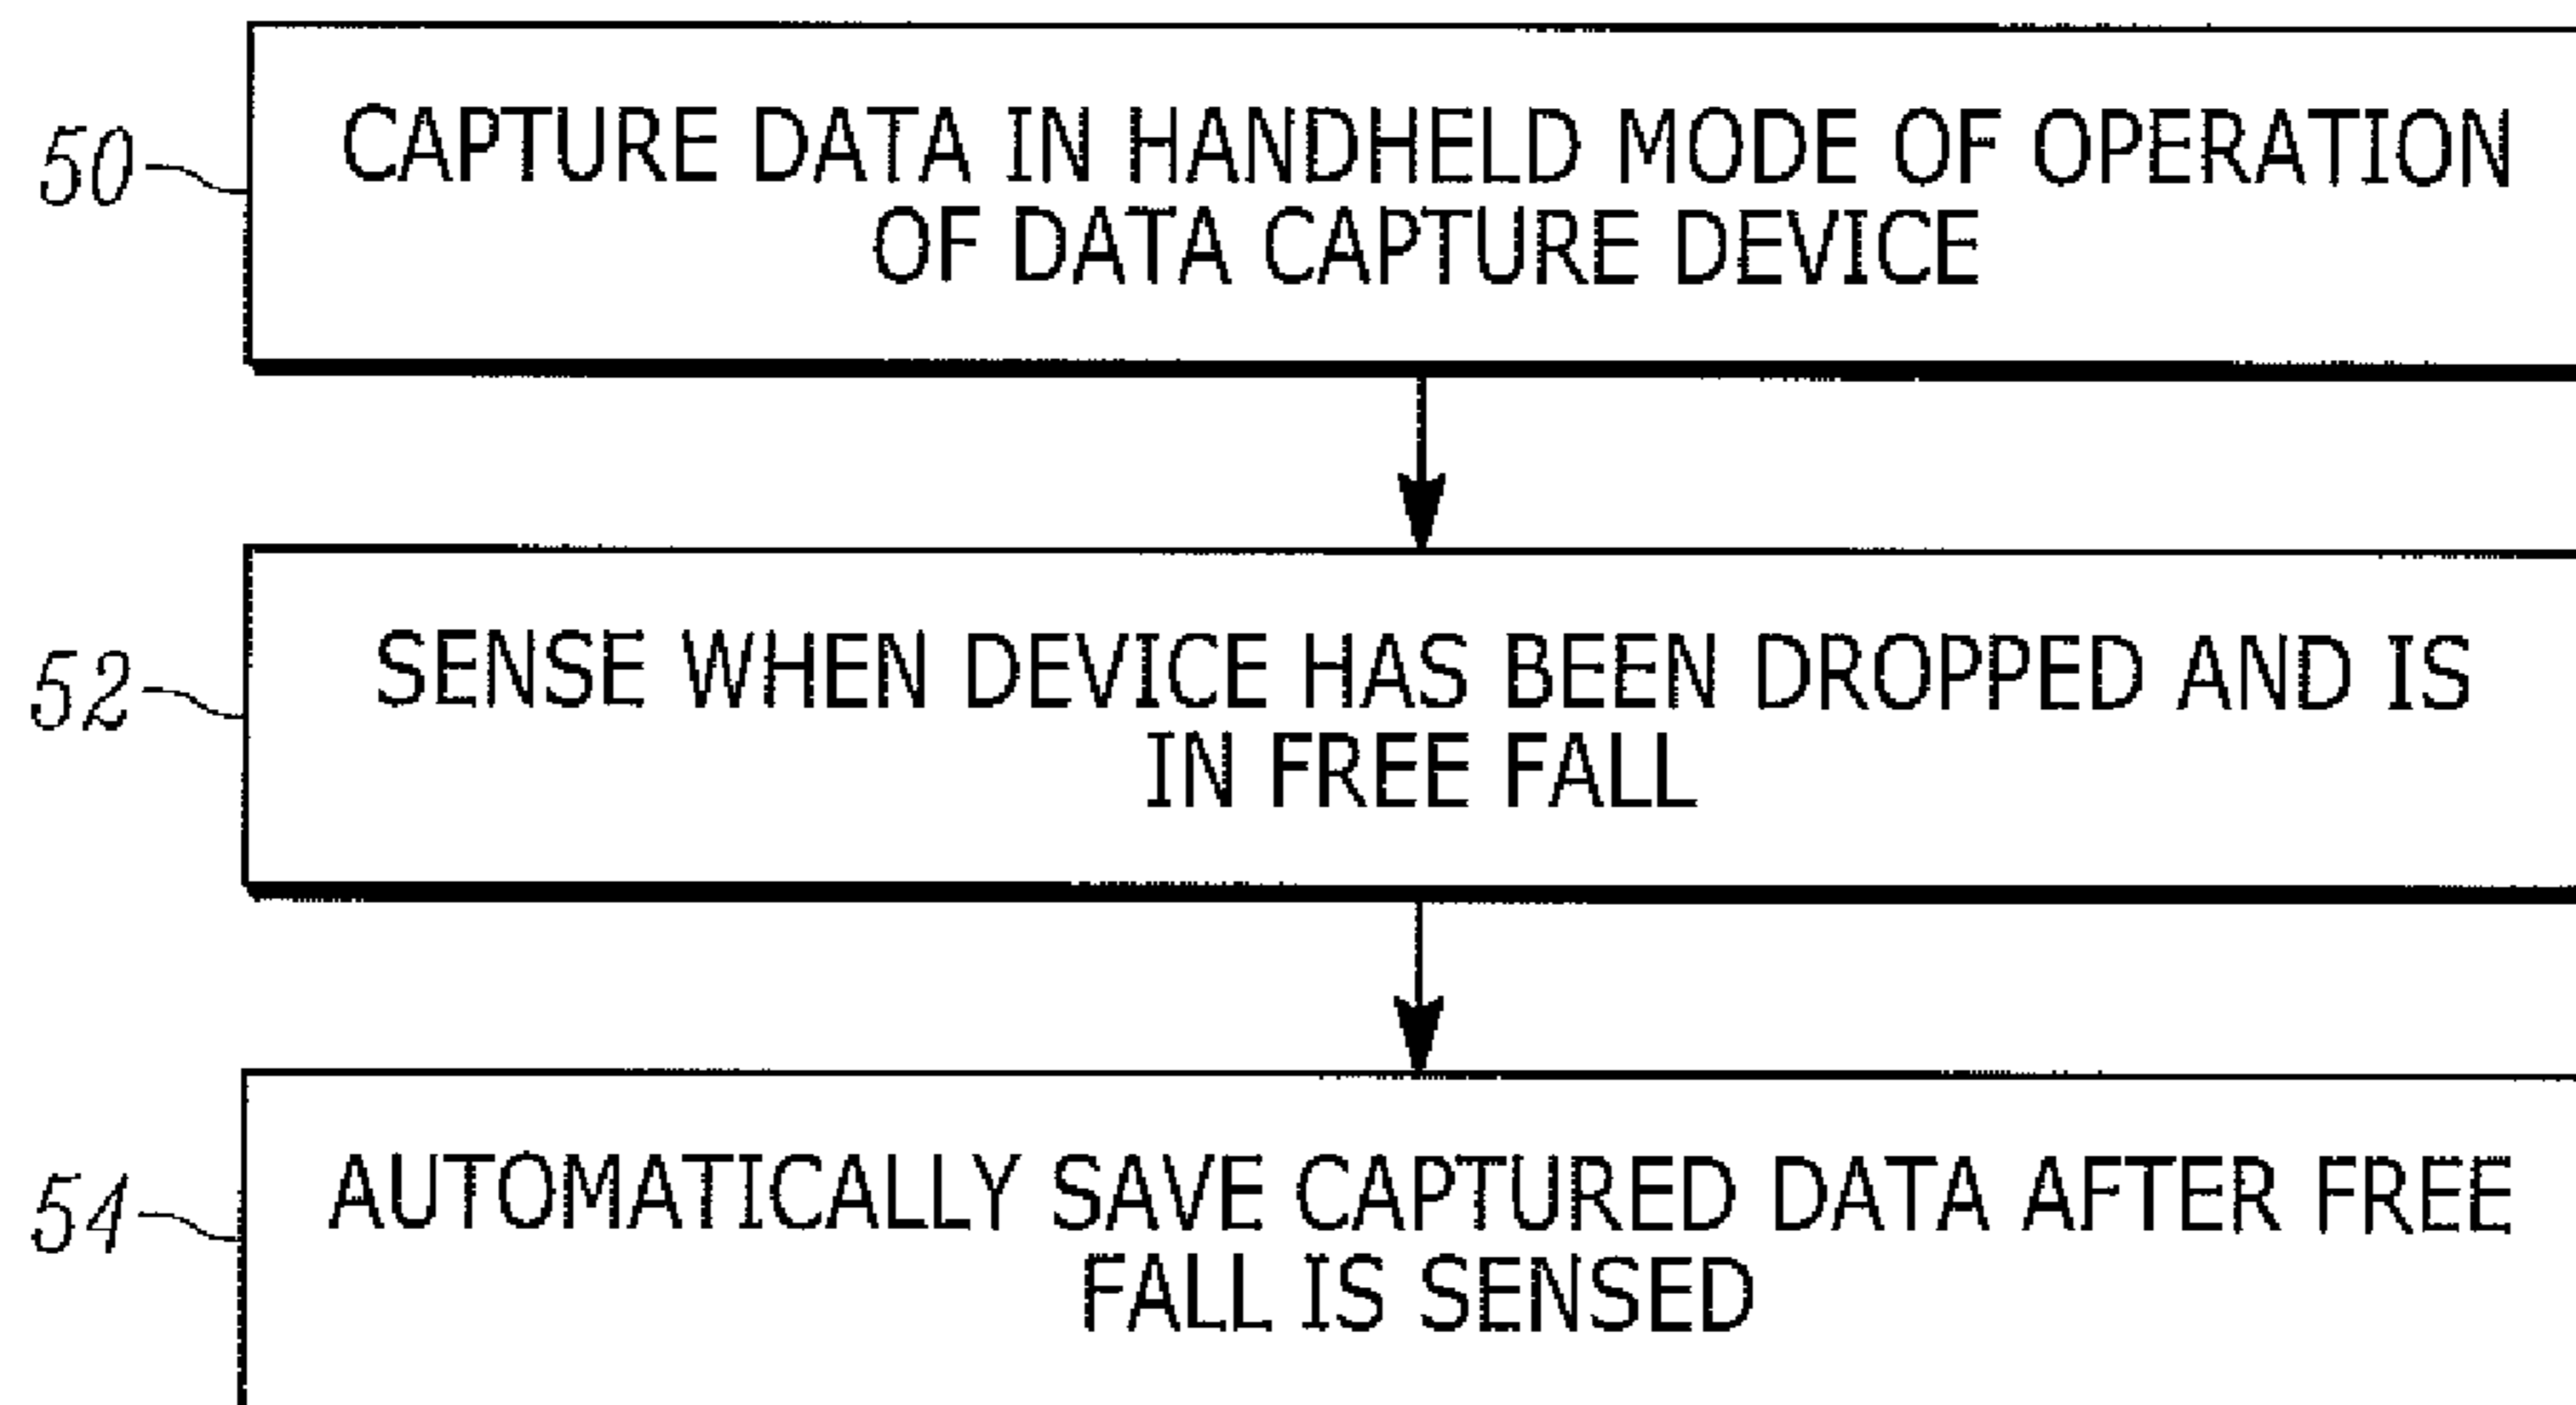 50
CAPTURE DATA IN HANDHELD MODE OF OPERATION
OF DATA CAPTURE DEVICE
52
SENSE WHEN DEVICE HAS BEEN DROPPED AND IS
IN FREE FALL
54
AUTOMATICALLY SAVE CAPTURED DATA AFTER FREE
FALL IS SENSED